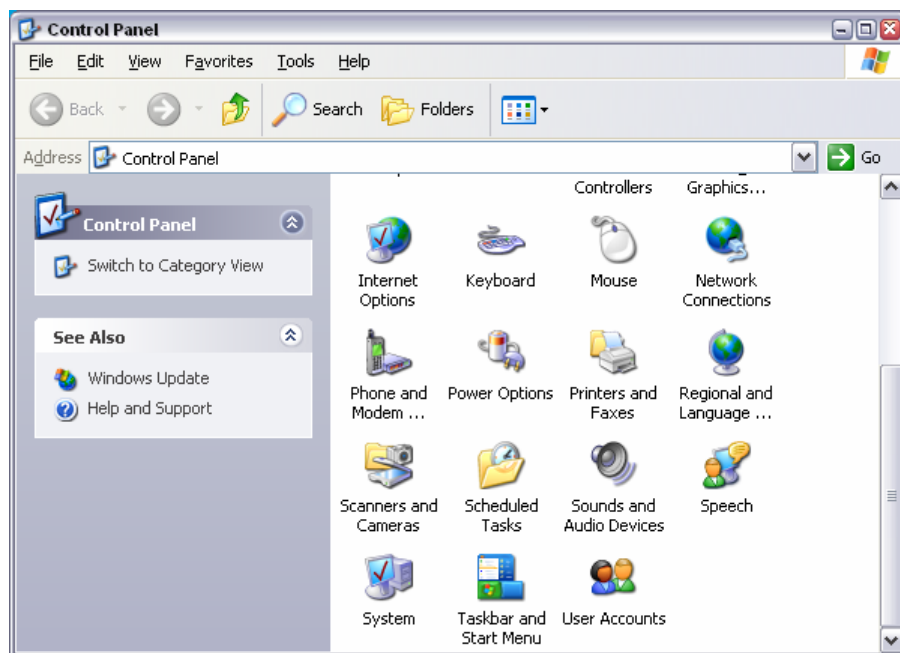 Control Panel
File Edit View Favorites Tools Help
Back Search Folders
Address Control Panel Go
Control Panel
Switch to Category View
See Also
Windows Update
Help and Support
Controllers Graphics...
Internet Options
Keyboard
Mouse
Network Connections
Phone and Modem ...
Power Options
Printers and Faxes
Regional and Language ...
Scanners and Cameras
Scheduled Tasks
Sounds and Audio Devices
Speech
System
Taskbar and Start Menu
User Accounts